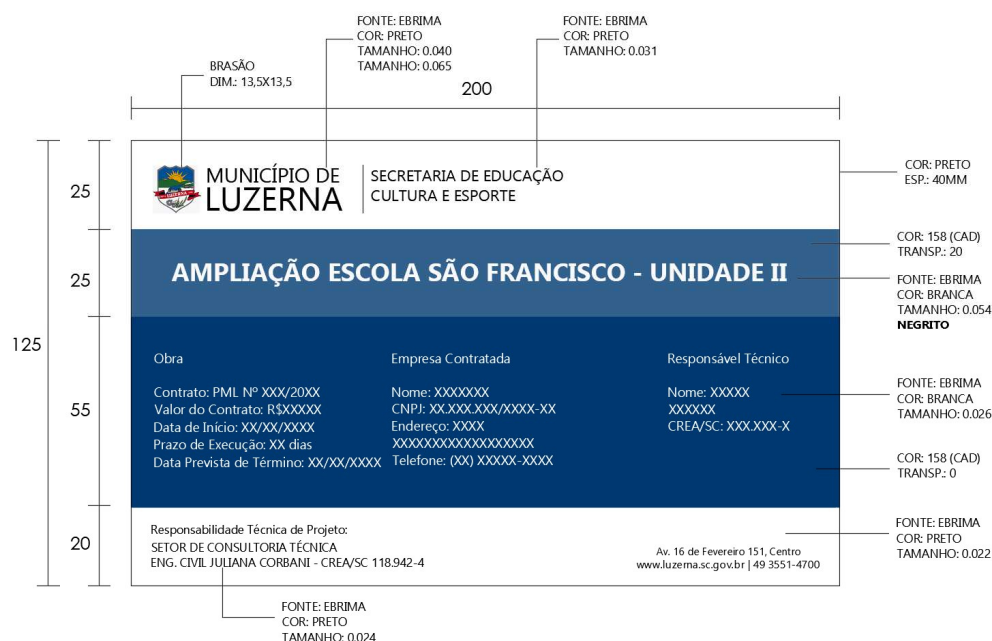 FONTE: EBRIMA
COR: PRETO
TAMANHO: 0.040
TAMANHO: 0.065
FONTE: EBRIMA
COR: PRETO
TAMANHO: 0.031
BRASÃO
DIM.: 13,5X13,5
200
125
25
25
55
20
MUNICÍPIO DE
LUZERNA
SECRETARIA DE EDUCAÇÃO
CULTURA E ESPORTE
COR: PRETO
ESP.: 40MM
COR: 158 (CAD)
TRANSP.: 20
AMPLIAÇÃO ESCOLA SÃO FRANCISCO - UNIDADE II
FONTE: EBRIMA
COR: BRANCA
TAMANHO: 0.054
NEGRITO
Obra
Contrato: PML Nº XXX/20XX
Valor do Contrato: R$XXXXX
Data de Início: XX/XX/XXXX
Prazo de Execução: XX dias
Data Prevista de Término: XX/XX/XXXX
Empresa Contratada
Nome: XXXXXXX
CNPJ: XX.XXX.XXX/XXXX-XX
Endereço: XXXX
XXXXXXXXXXXXXXXXXX
Telefone: (XX) XXXXX-XXXX
Responsável Técnico
Nome: XXXXX
XXXXXX
CREA/SC: XXX.XXX-X
FONTE: EBRIMA
COR: BRANCA
TAMANHO: 0.026
COR: 158 (CAD)
TRANSP.: 0
Responsabilidade Técnica de Projeto:
SETOR DE CONSULTORIA TÉCNICA
ENG. CIVIL JULIANA CORBANI - CREA/SC 118.942-4
Av. 16 de Fevereiro 151, Centro
www.luzerna.sc.gov.br | 49 3551-4700
FONTE: EBRIMA
COR: PRETO
TAMANHO: 0.022
FONTE: EBRIMA
COR: PRETO
TAMANHO: 0.024